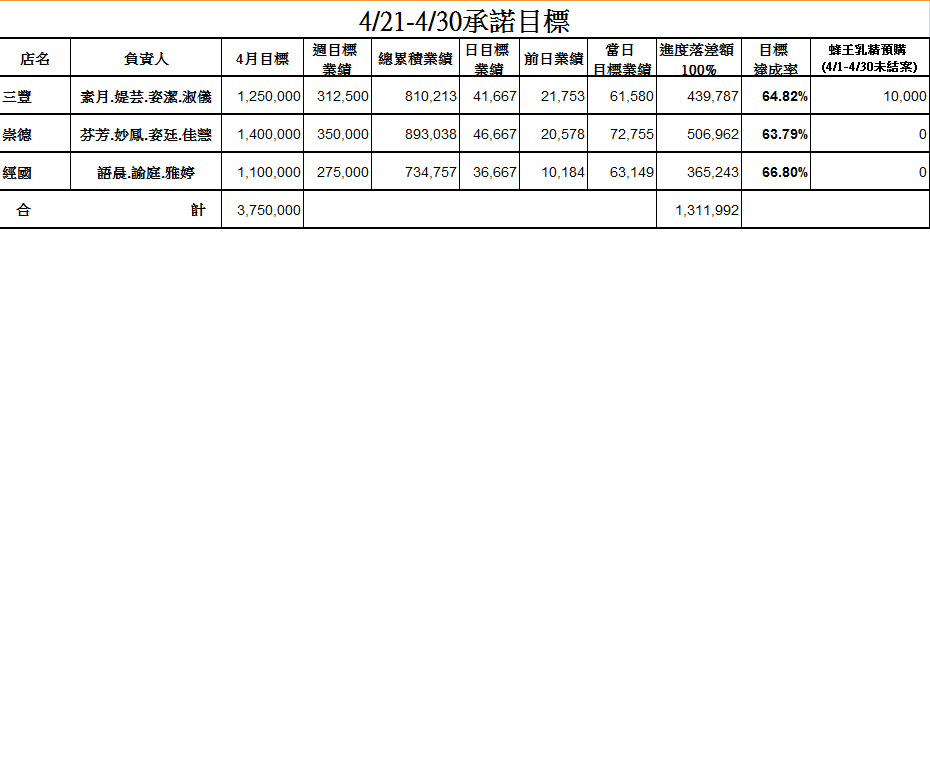 4/21-4/30承諾目標
店名 負責人 4月目標 週目標業績 總累積業績 日目標業績 前日業績 當日目標業績 進度落差額100% 目標達成率 蜂王乳精預購(4/1-4/30未結案)
三豐 素月.媞芸.姿潔.淑儀 1,250,000 312,500 810,213 41,667 21,753 61,580 439,787 64.82% 10,000
崇德 芬芳.妙鳳.姿廷.佳慧 1,400,000 350,000 893,038 46,667 20,578 72,755 506,962 63.79% 0
經國 語晨.諭庭.雅婷 1,100,000 275,000 734,757 36,667 10,184 63,149 365,243 66.80% 0
合 計 3,750,000 1,311,992